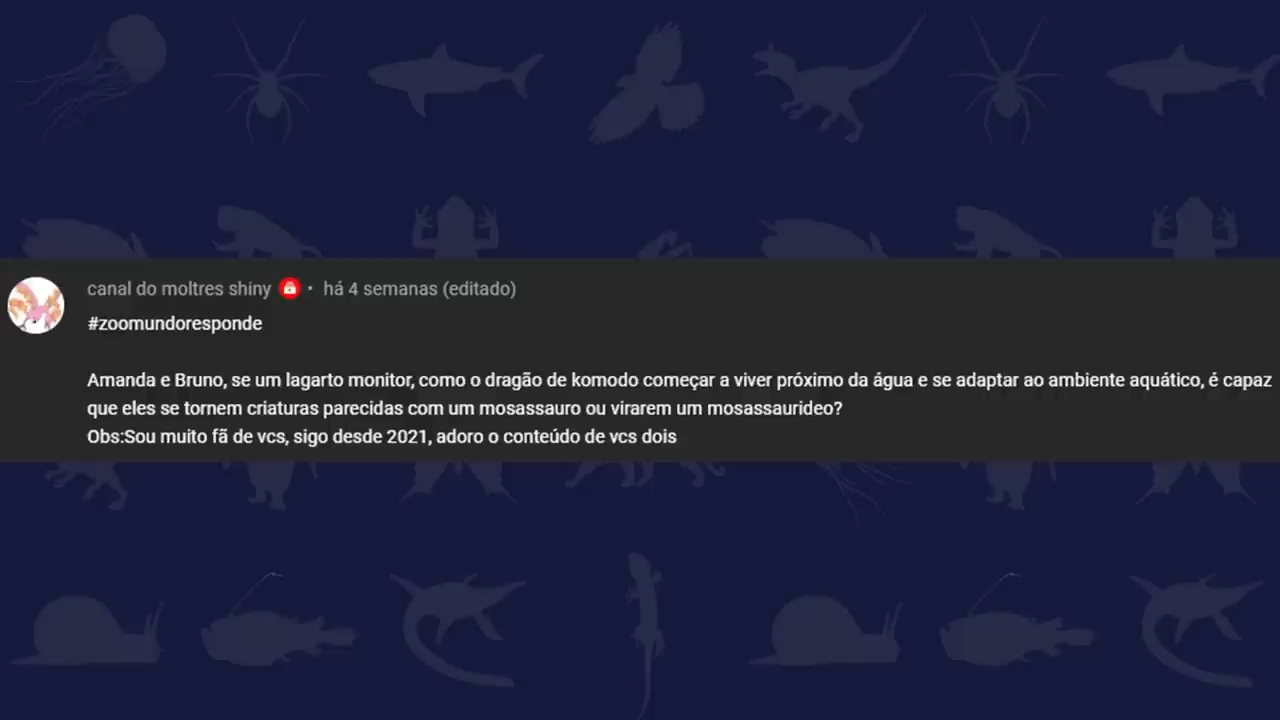 canal do moltres shiny • há 4 semanas (editado)
#zoomundoresponde
Amanda e Bruno, se um lagarto monitor, como o dragão de komodo começar a viver próximo da água e se adaptar ao ambiente aquático, é capaz
que eles se tornem criaturas parecidas com um mosassauro ou virarem um mosassaurideo?
Obs:Sou muito fã de vcs, sigo desde 2021, adoro o conteúdo de vcs dois